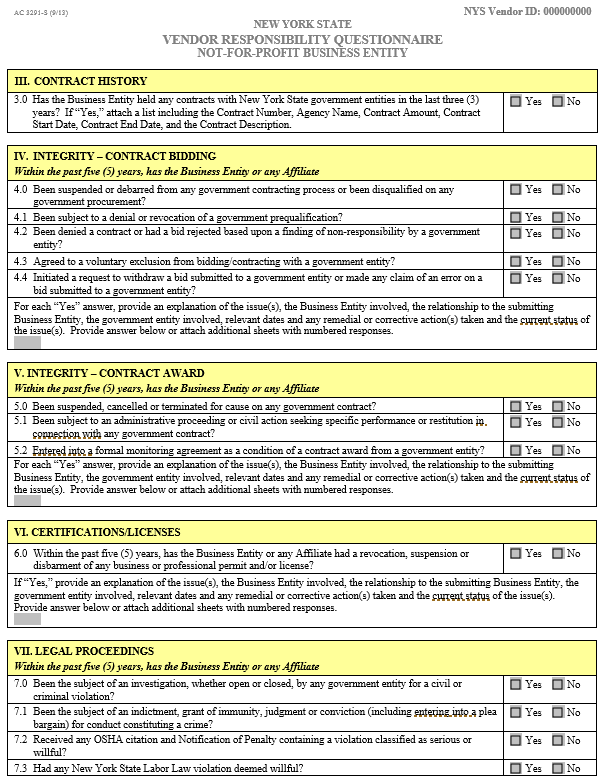 AC 3291-S (9/13)
NYS Vendor ID: 000000000
NEW YORK STATE
VENDOR RESPONSIBILITY QUESTIONNAIRE
NOT-FOR-PROFIT BUSINESS ENTITY
III. CONTRACT HISTORY
3.0 Has the Business Entity held any contracts with New York State government entities in the last three (3)
years? If “Yes,” attach a list including the Contract Number, Agency Name, Contract Amount, Contract
Start Date, Contract End Date, and the Contract Description.
Yes No
IV. INTEGRITY – CONTRACT BIDDING
Within the past five (5) years, has the Business Entity or any Affiliate
4.0 Been suspended or debarred from any government contracting process or been disqualified on any
government procurement?
Yes No
4.1 Been subject to a denial or revocation of a government prequalification?
Yes No
4.2 Been denied a contract or had a bid rejected based upon a finding of non-responsibility by a government
entity?
Yes No
4.3 Agreed to a voluntary exclusion from bidding/contracting with a government entity?
Yes No
4.4 Initiated a request to withdraw a bid submitted to a government entity or made any claim of an error on a
bid submitted to a government entity?
Yes No
For each “Yes” answer, provide an explanation of the issue(s), the Business Entity involved, the relationship to the submitting
Business Entity, the government entity involved, relevant dates and any remedial or corrective action(s) taken and the current status of
the issue(s). Provide answer below or attach additional sheets with numbered responses.
V. INTEGRITY – CONTRACT AWARD
Within the past five (5) years, has the Business Entity or any Affiliate
5.0 Been suspended, cancelled or terminated for cause on any government contract?
Yes No
5.1 Been subject to an administrative proceeding or civil action seeking specific performance or restitution in
connection with any government contract?
Yes No
5.2 Entered into a formal monitoring agreement as a condition of a contract award from a government entity?
Yes No
For each “Yes” answer, provide an explanation of the issue(s), the Business Entity involved, the relationship to the submitting
Business Entity, the government entity involved, relevant dates and any remedial or corrective action(s) taken and the current status of
the issue(s). Provide answer below or attach additional sheets with numbered responses.
VI. CERTIFICATIONS/LICENSES
6.0 Within the past five (5) years, has the Business Entity or any Affiliate had a revocation, suspension or
disbarment of any business or professional permit and/or license?
Yes No
If “Yes,” provide an explanation of the issue(s), the Business Entity involved, the relationship to the submitting Business Entity, the
government entity involved, relevant dates and any remedial or corrective action(s) taken and the current status of the issue(s).
Provide answer below or attach additional sheets with numbered responses.
VII. LEGAL PROCEEDINGS
Within the past five (5) years, has the Business Entity or any Affiliate
7.0 Been the subject of an investigation, whether open or closed, by any government entity for a civil or
criminal violation?
Yes No
7.1 Been the subject of an indictment, grant of immunity, judgment or conviction (including entering into a plea
bargain) for conduct constituting a crime?
Yes No
7.2 Received any OSHA citation and Notification of Penalty containing a violation classified as serious or
willful?
Yes No
7.3 Had any New York State Labor Law violation deemed willful?
Yes No